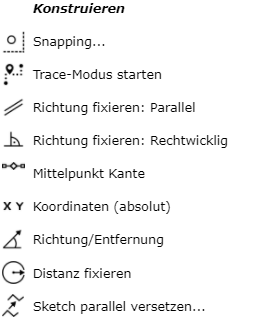 Konstruieren
Snapping...
Trace-Modus starten
Richtung fixieren: Parallel
Richtung fixieren: Rechtwicklig
Mittelpunkt Kante
X Y Koordinaten (absolut)
Richtung/Entfernung
Distanz fixieren
Sketch parallel versetzen...